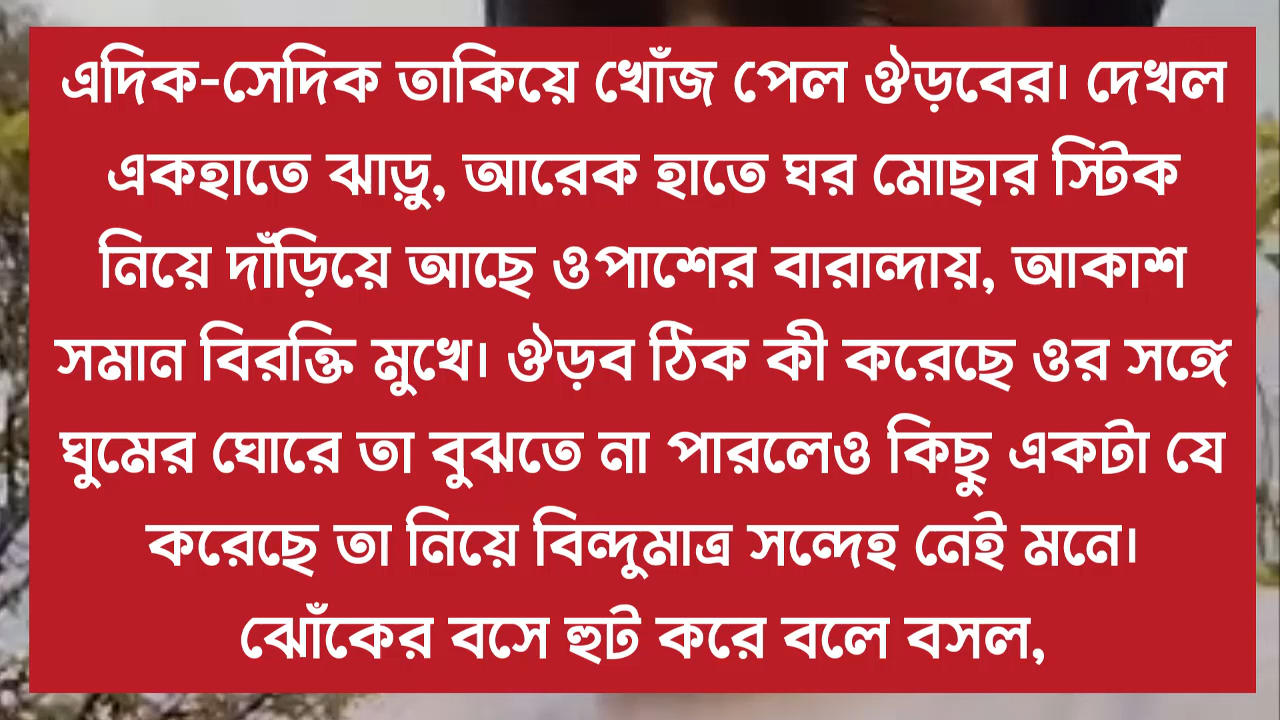 এদিক-সেদিক তাকিয়ে খোঁজ পেল ঔড়বের। দেখল
একহাতে ঝাড়ু, আরেক হাতে ঘর মোছার স্টিক
নিয়ে দাঁড়িয়ে আছে ওপাশের বারান্দায়, আকাশ
সমান বিরক্তি মুখে। ঔড়ব ঠিক কী করেছে ওর সঙ্গে
ঘুমের ঘোরে তা বুঝতে না পারলেও কিছু একটা যে
করেছে তা নিয়ে বিন্দুমাত্র সন্দেহ নেই মনে।
ঝোঁকের বসে হুট করে বলে বসল,